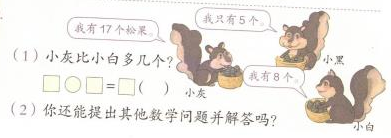 我有17个松果。
我只有5个。
(1) 小灰比小白多几个?
小黑
我有8个。
□○□=□( )
小灰
(2) 你还能提出其他数学问题并解答吗?
小白